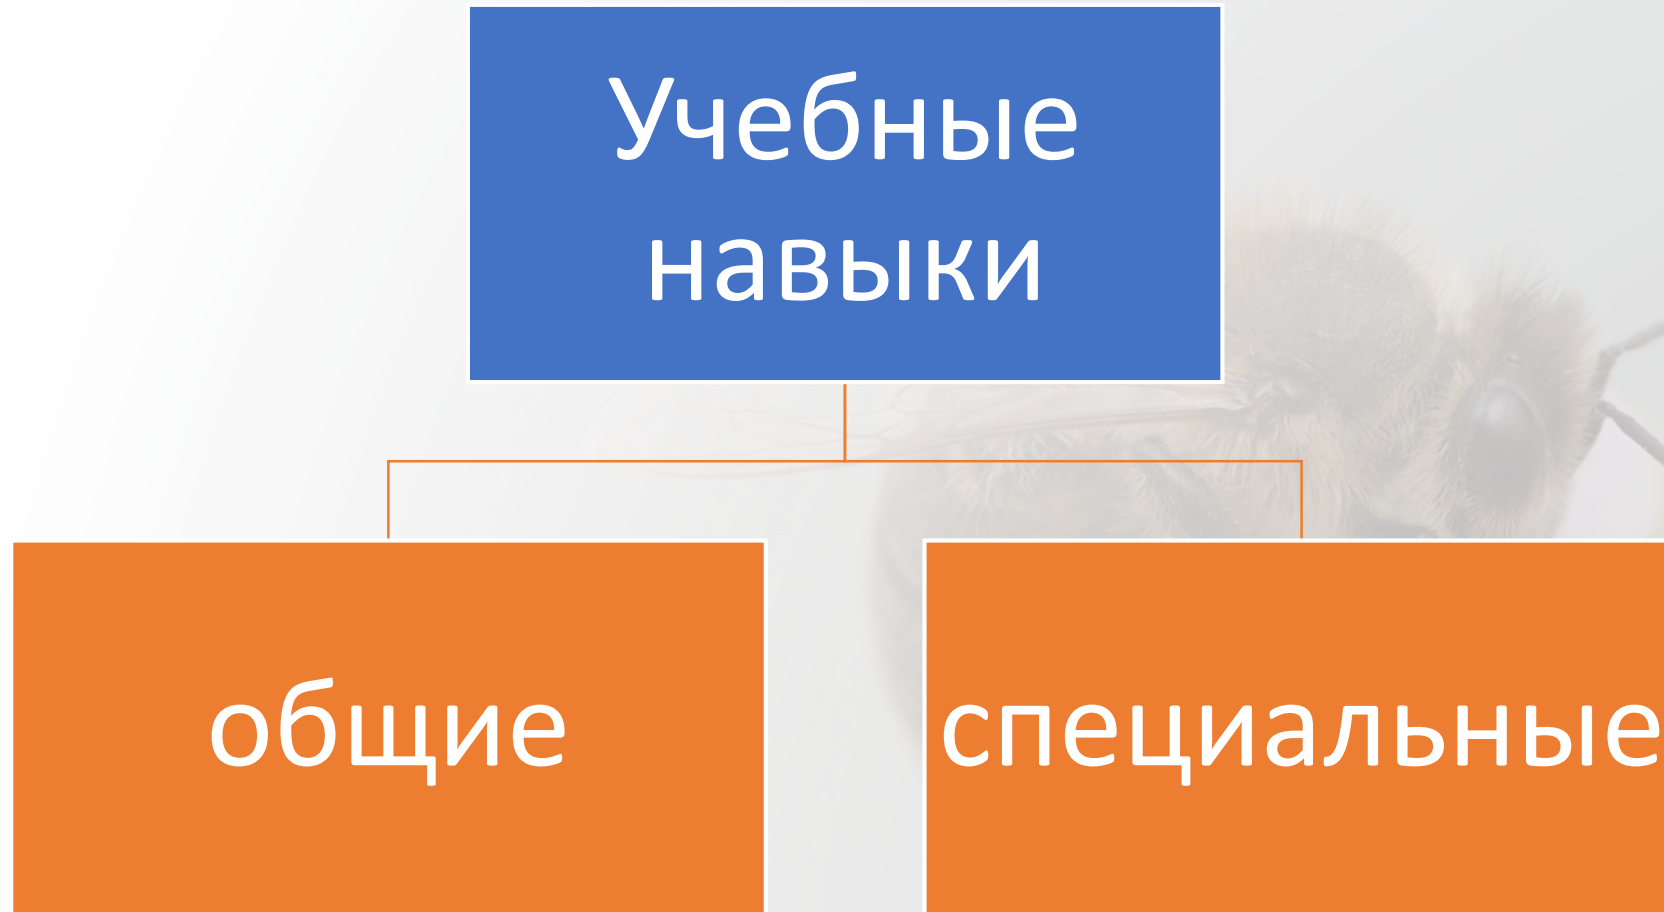 Учебные
навыки
общие
специальные